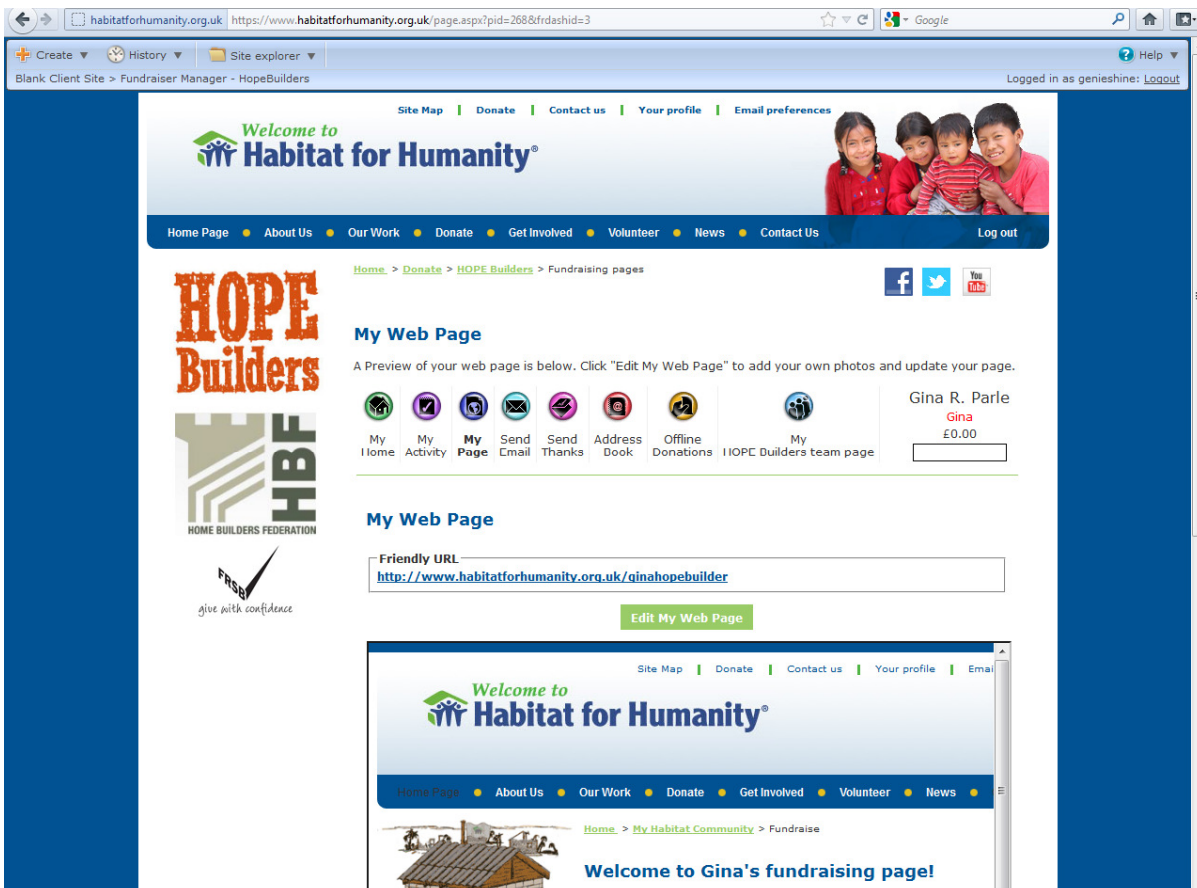 habitatforhumanity.org.uk https://www.habitatforhumanity.org.uk/page.aspx?pid=268&frdashid=3 Google
Create History Site explorer Help
Blank Client Site > Fundraiser Manager - HopeBuilders Logged in as genieshine: Logout
Site Map | Donate | Contact us | Your profile | Email preferences
Welcome to
Habitat for Humanity®
Home Page About Us Our Work Donate Get Involved Volunteer News Contact Us Log out
HOPE
Builders
HBF
HOME BUILDERS FEDERATION
FRSB
give with confidence
Home > Donate > HOPE Builders > Fundraising pages
You
Tube
My Web Page
A Preview of your web page is below. Click "Edit My Web Page" to add your own photos and update your page.
My Home
My Activity
My Page
Send Email
Send Thanks
Address Book
Offline Donations
My HOPE Builders team page
Gina R. Parle
Gina
£0.00
My Web Page
Friendly URL
http://www.habitatforhumanity.org.uk/ginahopebuilder
Edit My Web Page
Site Map | Donate | Contact us | Your profile | Emai
Welcome to
Habitat for Humanity®
Home Page About Us Our Work Donate Get Involved Volunteer News
Home > My Habitat Community > Fundraise
Welcome to Gina's fundraising page!